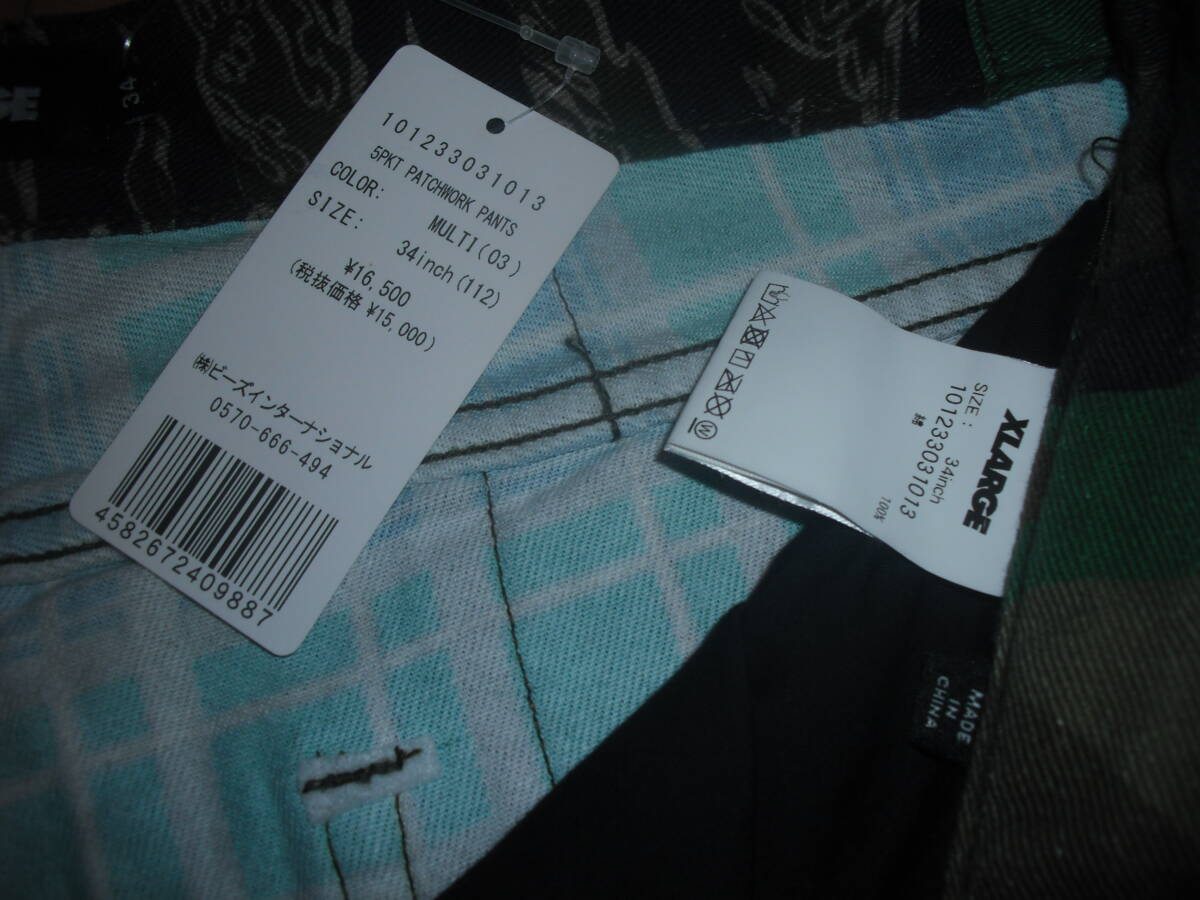 101233031013
5PKT PATCHWORK PANTS
COLOR: MULTI(03)
SIZE: 34inch(112)
¥16,500
(税抜価格 ¥15,000)
㈱ビーズインターナショナル
0570-666-494
4582672409887
XLARGE
SIZE: 34inch
101233031013
綿 100%
W
MADE
IN
CHINA
GE
34